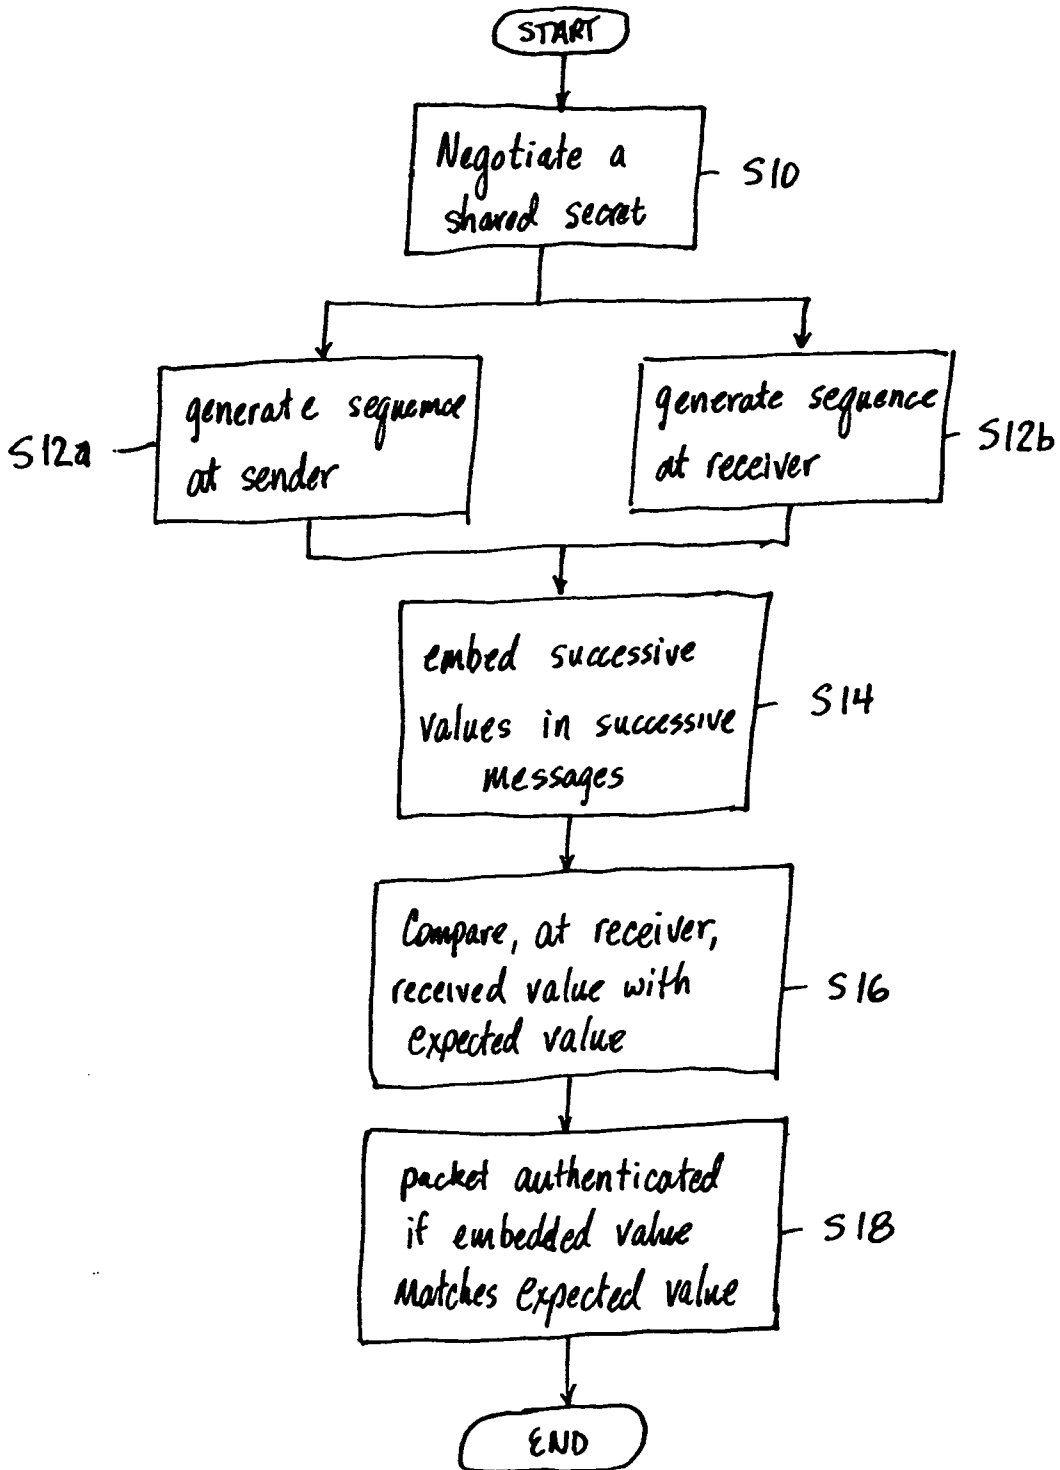 START
Negotiate a
shared secret
S10
generate sequence
at sender
S12a
generate sequence
at receiver
S12b
embed successive
values in successive
messages
S14
Compare, at receiver,
received value with
expected value
S16
packet authenticated
if embedded value
matches expected value
S18
END